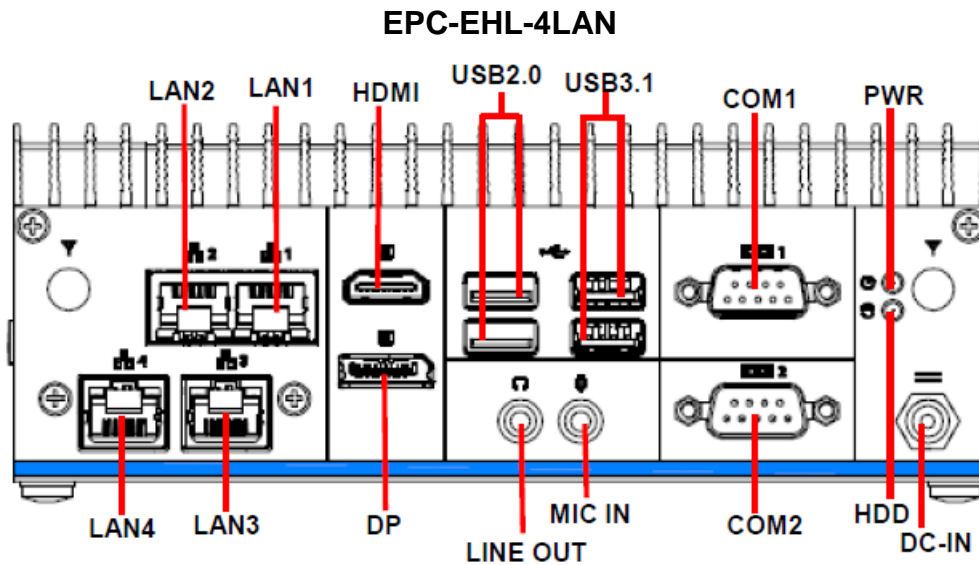 EPC-EHL-4LAN
LAN2 LAN1 HDMI USB2.0 USB3.1 COM1 PWR
2 1 1
4 3 2
LAN4 LAN3 DP LINE OUT MIC IN COM2 HDD DC-IN